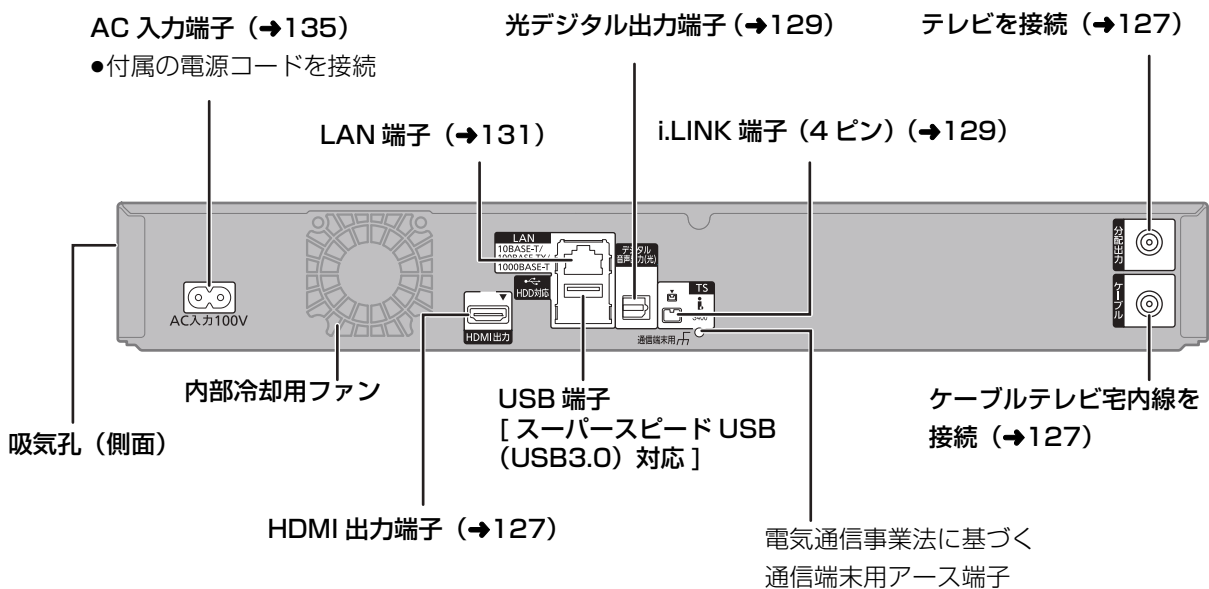 AC 入力端子（➜135）
●付属の電源コードを接続
光デジタル出力端子（➜129）
テレビを接続（➜127）
LAN 端子（➜131）
i.LINK 端子（4 ピン）（➜129）
LAN
10BASE-T/
100BASE-TX/
1000BASE-T
デジタル
音声出力(光)
HDD対応
TS
i.
S400
分配出力
ケーブル
AC入力100V
HDMI出力
通信端末用
内部冷却用ファン
吸気孔（側面）
USB 端子
[ スーパースピード USB
（USB3.0）対応 ]
ケーブルテレビ宅内線を
接続（➜127）
HDMI 出力端子（➜127）
電気通信事業法に基づく
通信端末用アース端子